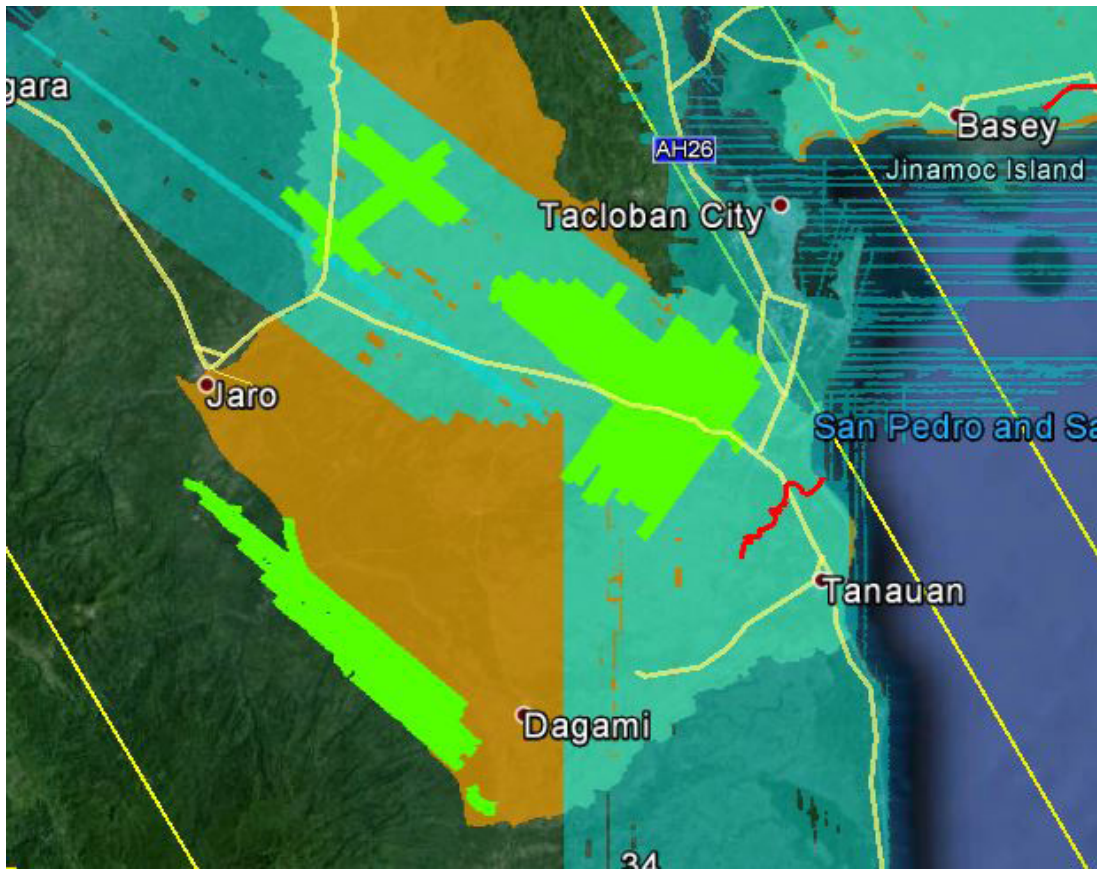 gara
AH26
Basey
Jinamoc Island
Tacloban City
Jaro
San Pedro and Sa
Tanauan
Dagami
34